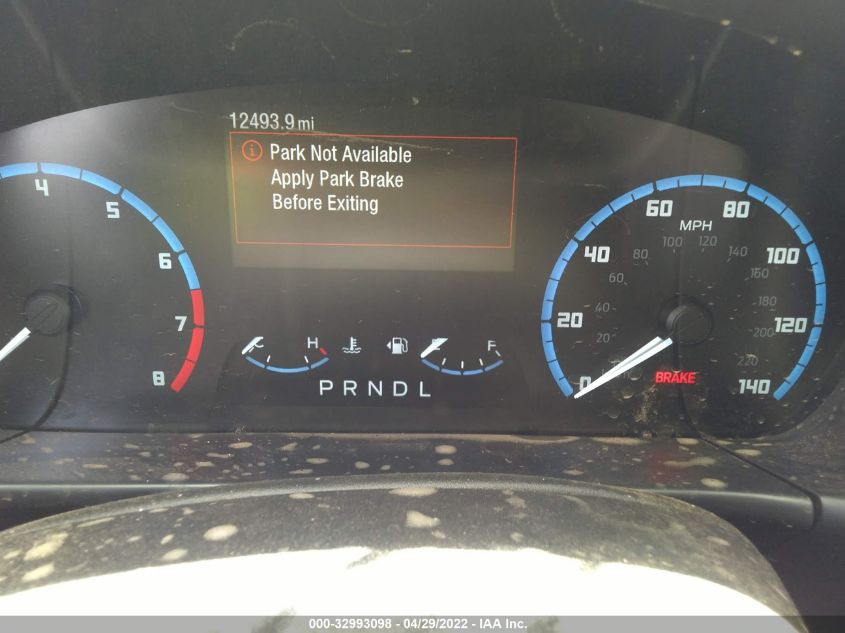 12493.9 mi
Park Not Available
Apply Park Brake
Before Exiting
4
5
6
7
8
C H
E F
P R N D L
0
20
40
60
80
100
120
140
MPH
20
40
60
80
100
120
140
160
180
200
220
BRAKE
000-32993098 - 04/29/2022 - IAA Inc.